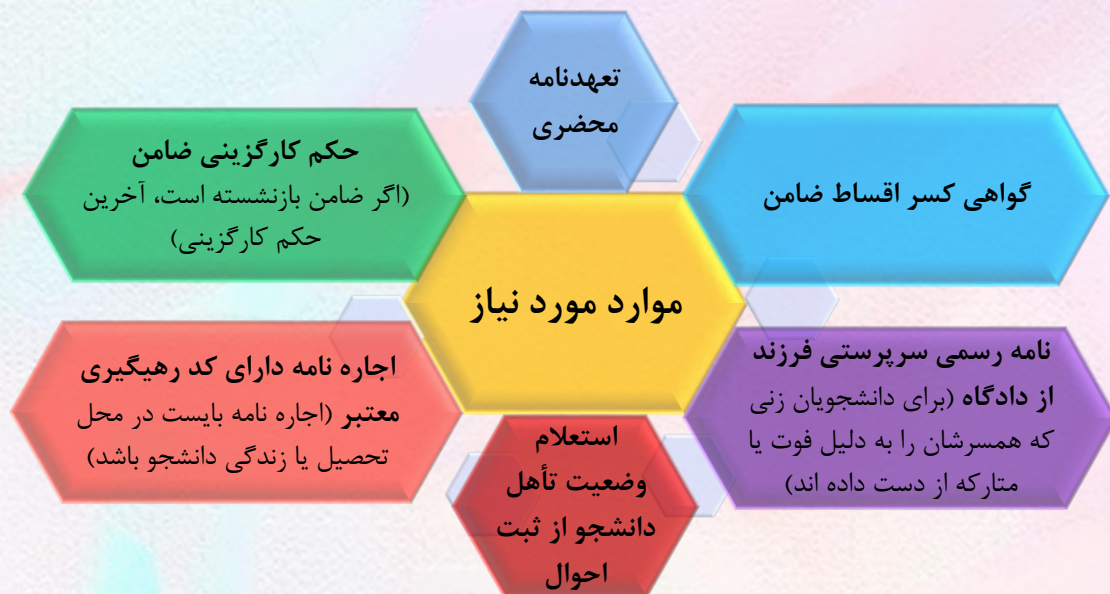 تعهدنامه
محضری
گواهی کسر اقساط ضامن
حکم کارگزینی ضامن
(اگر ضامن بازنشسته است، آخرین
حکم کارگزینی)
موارد مورد نیاز
نامه رسمی سرپرستی فرزند
از دادگاه (برای دانشجویان زنی
که همسرشان را به دلیل فوت یا
متارکه از دست داده اند)
اجاره نامه دارای کد رهیگیری
معتبر (اجاره نامه بایست در محل
تحصیل یا زندگی دانشجو باشد)
استعلام
وضعیت تأهل
دانشجو از ثبت
احوال